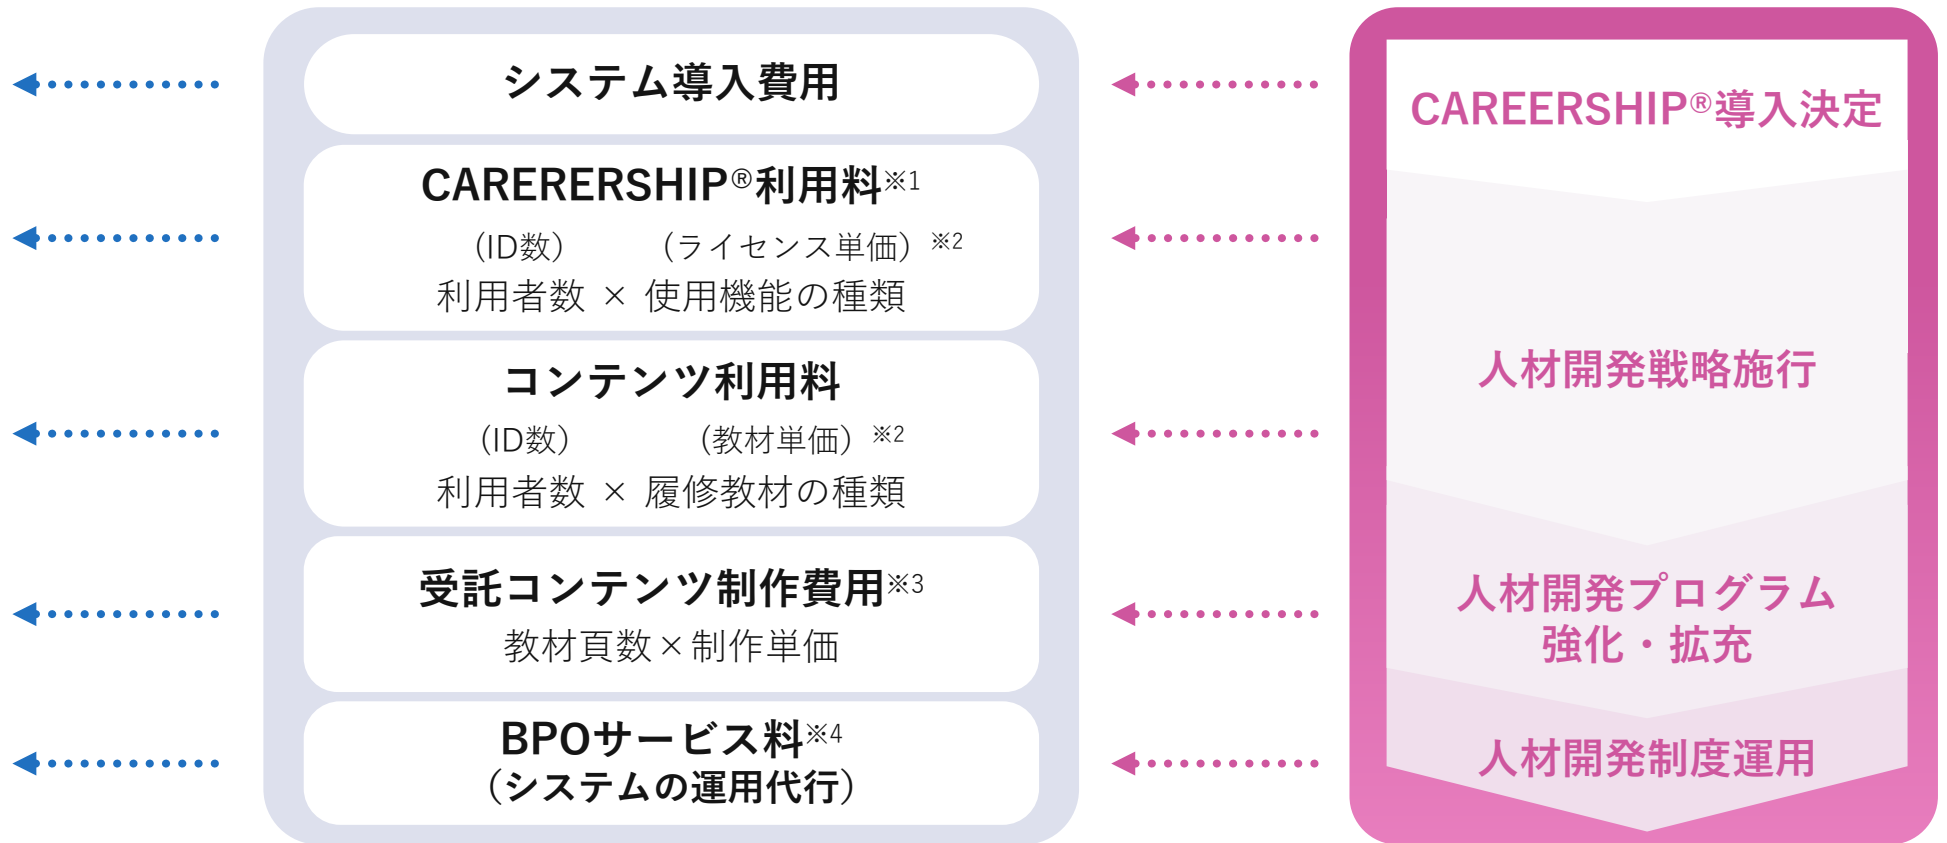 システム導入費用
CARERERSHIP®利用料※1
（ID数） （ライセンス単価）※2
利用者数 × 使用機能の種類
コンテンツ利用料
（ID数） （教材単価）※2
利用者数 × 履修教材の種類
受託コンテンツ制作費用※3
教材頁数×制作単価
BPOサービス料※4
（システムの運用代行）
CAREERSHIP®導入決定
人材開発戦略施行
人材開発プログラム
強化・拡充
人材開発制度運用